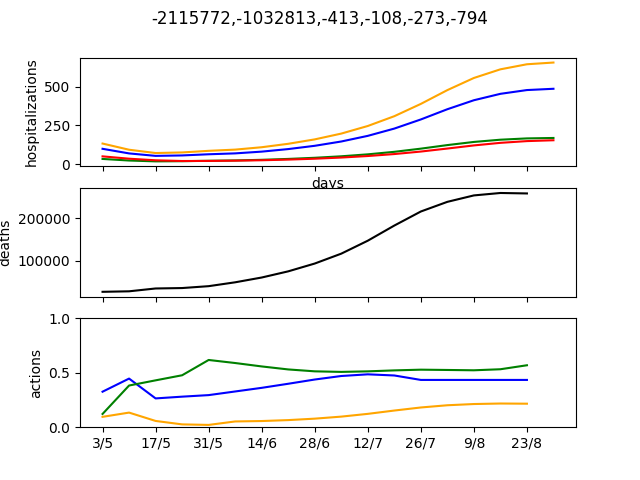 -2115772,-1032813,-413,-108,-273,-794
hospitalizations
500
250
0
days
deaths
200000
100000
actions
1.0
0.5
0.0
3/5 17/5 31/5 14/6 28/6 12/7 26/7 9/8 23/8